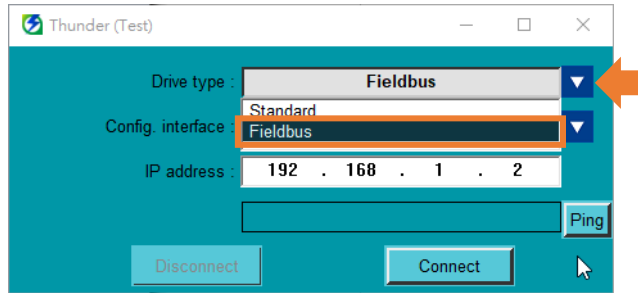 Thunder (Test)
Drive type : Fieldbus
Standard
Config. interface :
Fieldbus
IP address : 192 . 168 . 1 . 2
Ping
Disconnect Connect